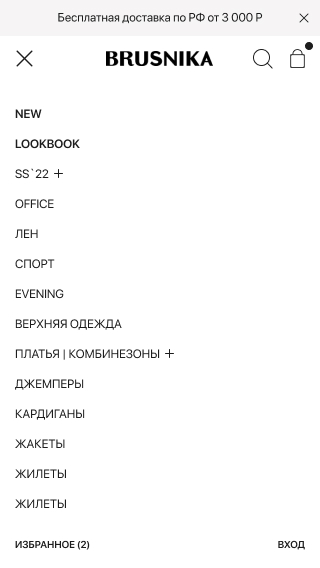 Бесплатная доставка по РФ от 3 000 Р
BRUSNIKA
NEW
LOOKBOOK
SS`22 +
OFFICE
ЛЕН
СПОРТ
EVENING
ВЕРХНЯЯ ОДЕЖДА
ПЛАТЬЯ | КОМБИНЕЗОНЫ +
ДЖЕМПЕРЫ
КАРДИГАНЫ
ЖАКЕТЫ
ЖИЛЕТЫ
ЖИЛЕТЫ
ИЗБРАННОЕ (2) ВХОД